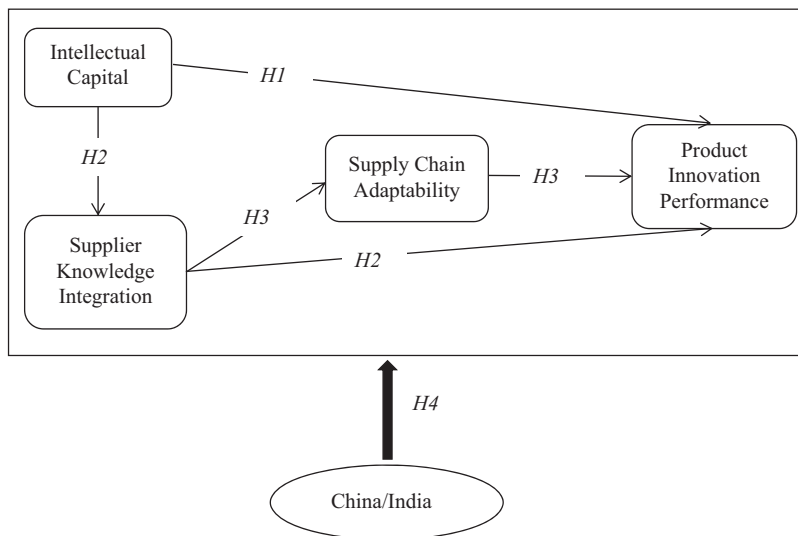 Intellectual
Capital
H1
H2
Supply Chain
Adaptability
H3
Product
Innovation
Performance
H3
Supplier
Knowledge
Integration
H2
H4
China/India